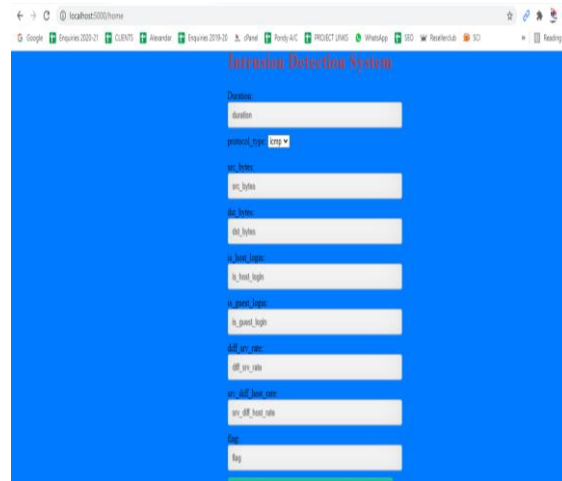 localhost:5000/home
Google Enquiries 2020-21 CLIENTS Alexandar Enquires 2019-20 cPanel Pondy A/C PROJECT LINKS WhatsApp SEO Resellerclub SCI » Reading
Intrusion Detection System
Duration:
duration
protocol_type: icmp
src_bytes:
src_bytes
dst_bytes:
dst_bytes
is_host_login:
is_host_login
is_guest_login:
is_guest_login
diff_srv_rate:
diff_srv_rate
srv_diff_host_rate:
srv_diff_host_rate
flag:
flag